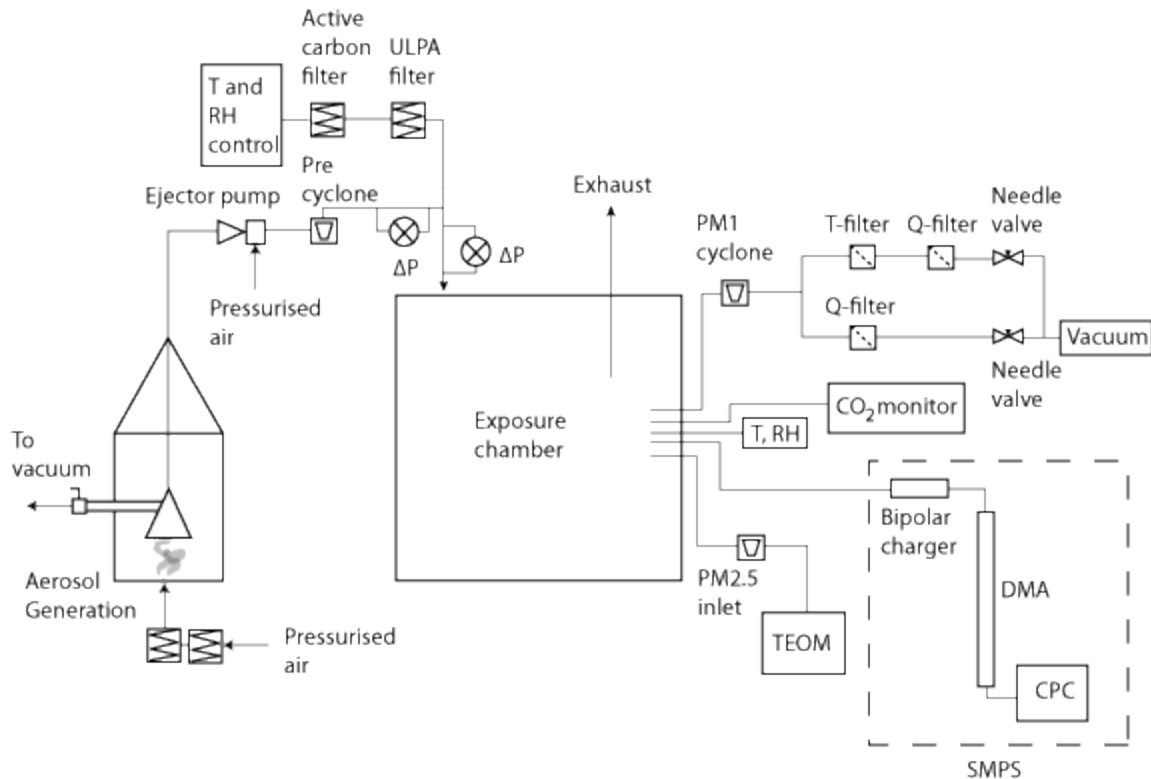 Active
carbon
filter
ULPA
filter
T and
RH
control
Pre
cyclone
Ejector pump
ΔP
ΔP
Pressurised
air
Exhaust
PM1
cyclone
T-filter
Q-filter
Needle
valve
Q-filter
Vacuum
Needle
valve
To
vacuum
Exposure
chamber
CO2 monitor
T, RH
Bipolar
charger
Aerosol
Generation
Pressurised
air
PM2.5
inlet
TEOM
DMA
CPC
SMPS